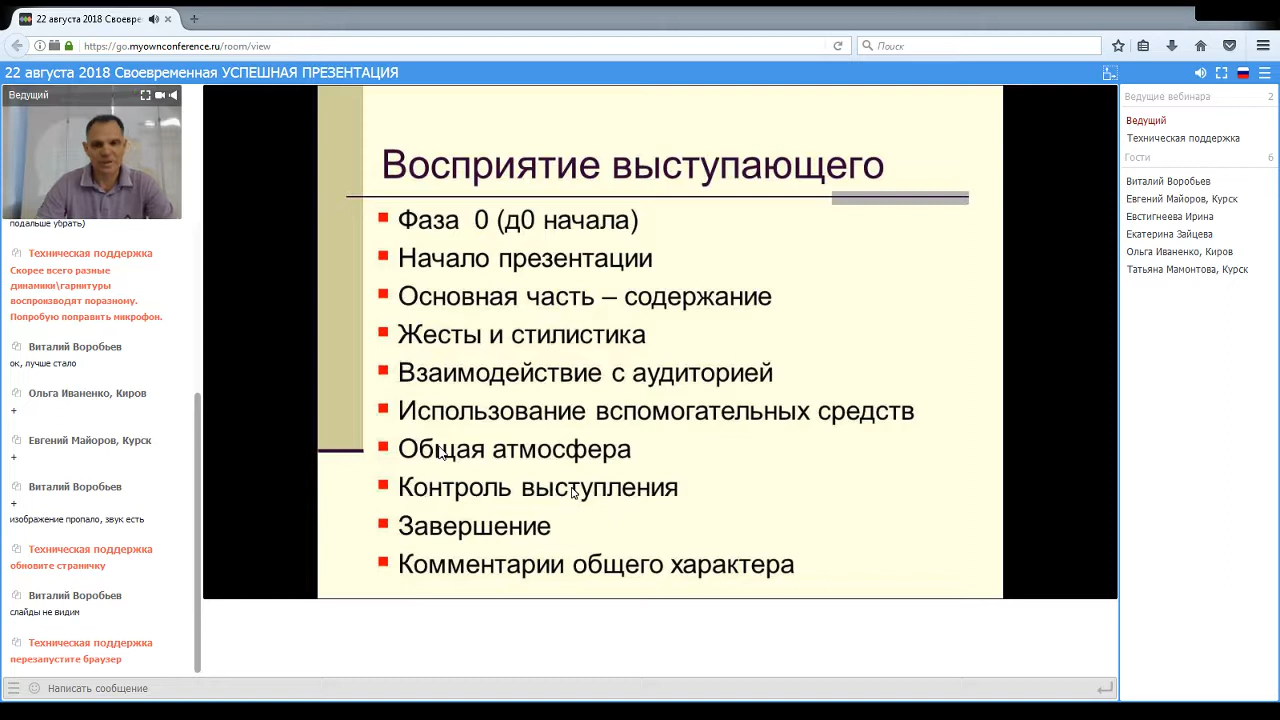 22 августа 2018 Своевре
https://go.myownconference.ru/room/view
Поиск
22 августа 2018 Своевременная УСПЕШНАЯ ПРЕЗЕНТАЦИЯ
Ведущий
подальше убрать)
Техническая поддержка
Скорее всего разные
динамики\гарнитуры
воспроизводят поразному.
Попробую поправить микрофон.
Виталий Воробьев
ок, лучше стало
Ольга Иваненко, Киров
+
Евгений Майоров, Курск
+
Виталий Воробьев
+
изображение пропало, звук есть
Техническая поддержка
обновите страничку
Виталий Воробьев
слайды не видим
Техническая поддержка
перезапустите браузер
Написать сообщение
Восприятие выступающего
Фаза 0 (д0 начала)
Начало презентации
Основная часть – содержание
Жесты и стилистика
Взаимодействие с аудиторией
Использование вспомогательных средств
Общая атмосфера
Контроль выступления
Завершение
Комментарии общего характера
Ведущие вебинара 2
Ведущий
Техническая поддержка
Гости 6
Виталий Воробьев
Евгений Майоров, Курск
Евстигнеева Ирина
Екатерина Зайцева
Ольга Иваненко, Киров
Татьяна Мамонтова, Курск